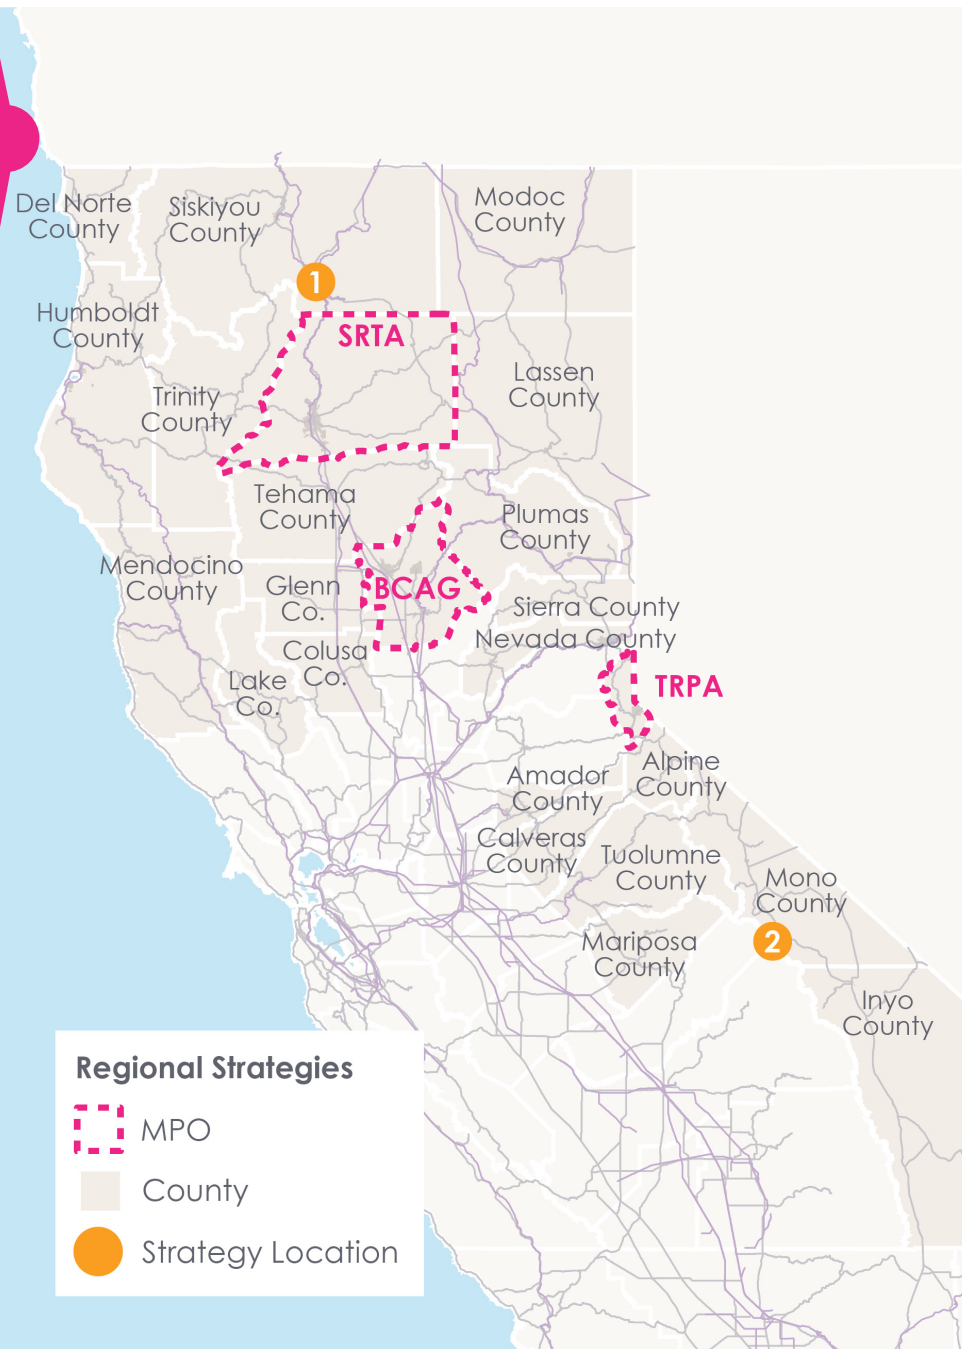 Del Norte
County
Siskiyou
County
Modoc
County
1
Humboldt
County
SRTA
Trinity
County
Lassen
County
Tehama
County
Plumas
County
Mendocino
County
Glenn
Co.
BCAG
Sierra County
Nevada County
Colusa
Co.
Lake
Co.
TRPA
Alpine
County
Amador
County
Calveras
County
Tuolumne
County
Mono
County
2
Mariposa
County
Inyo
County
Regional Strategies
MPO
County
Strategy Location